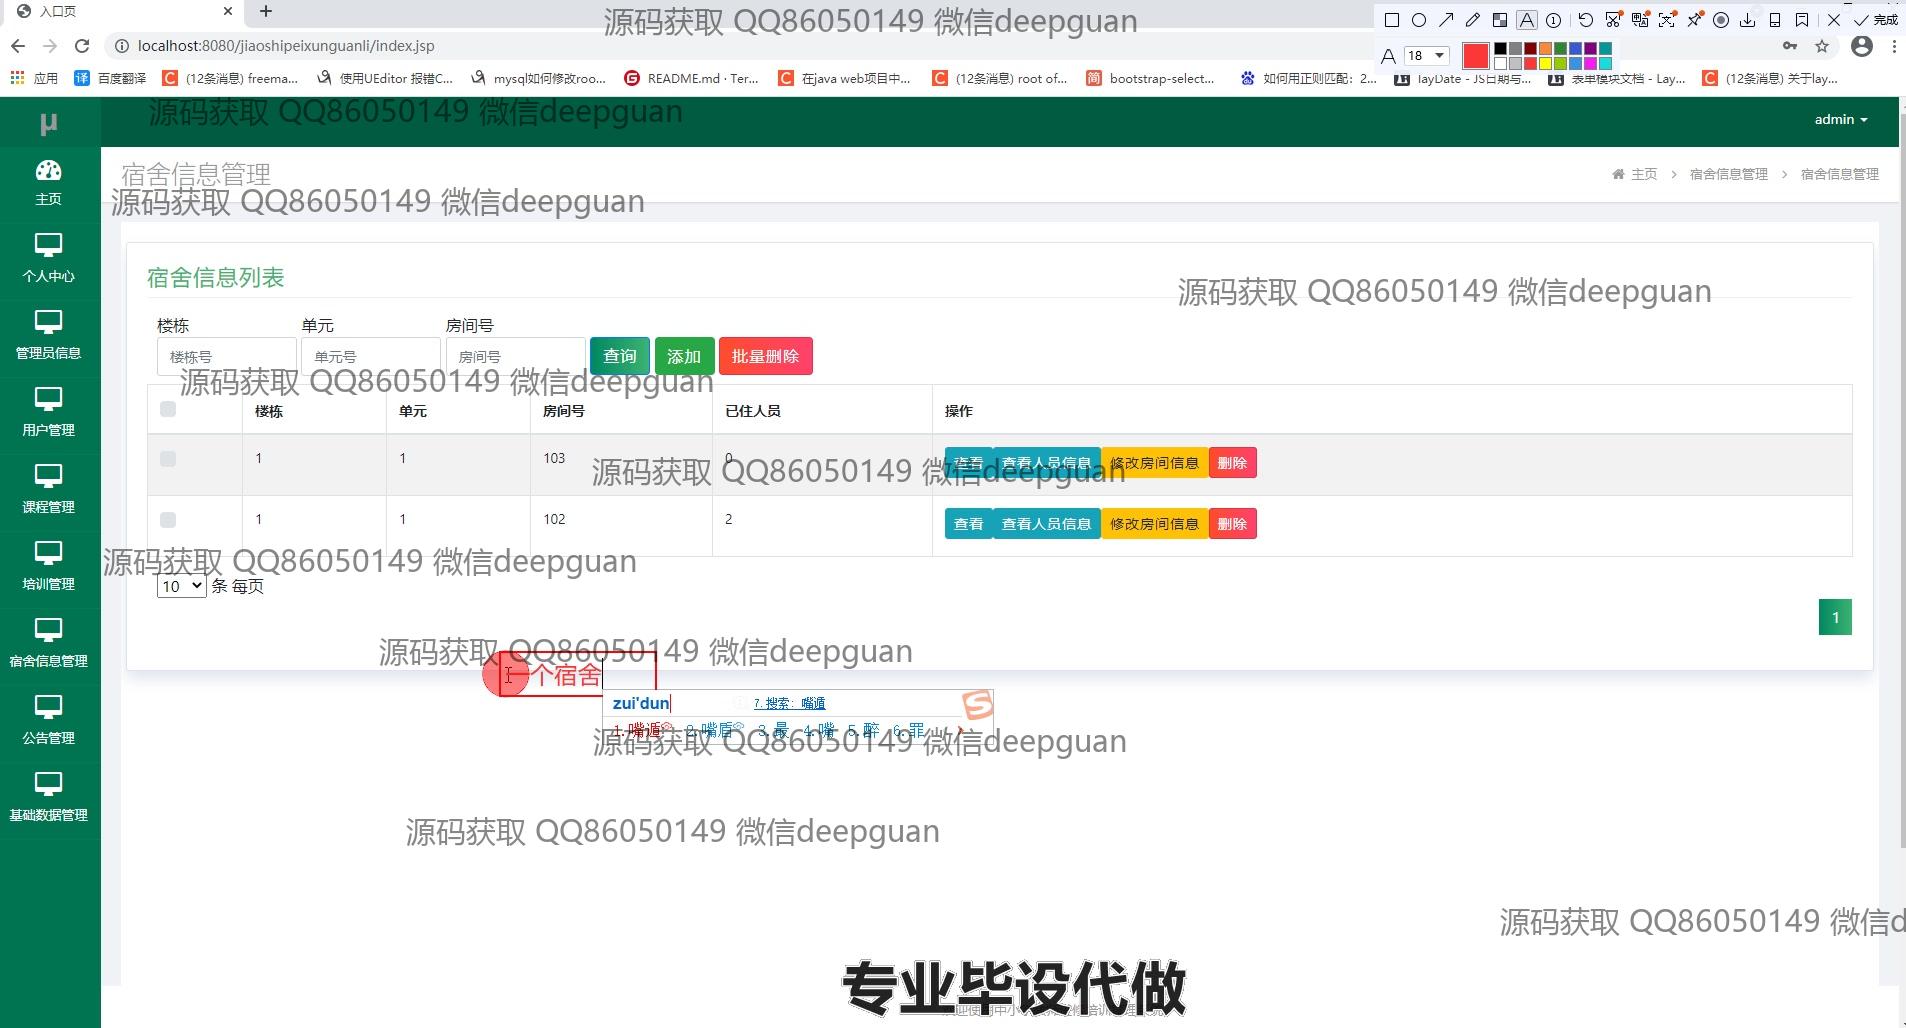 入口页
源码获取 QQ86050149 微信deepguan
完成
localhost:8080/jiaoshipeixunguanli/index.jsp
18
应用
百度翻译
(12条消息) freema...
使用UEditor 报错C...
mysql如何修改roo...
README.md · Ter...
在java web项目中...
(12条消息) root of...
bootstrap-select...
如何用正则匹配：2...
layDate - JS日期与...
表单模块文档 - Lay...
(12条消息) 关于lay...
μ
源码获取 QQ86050149 微信deepguan
admin
宿舍信息管理
主页 > 宿舍信息管理 > 宿舍信息管理
源码获取 QQ86050149 微信deepguan
主页
个人中心
管理员信息
用户管理
课程管理
培训管理
宿舍信息管理
公告管理
基础数据管理
宿舍信息列表
源码获取 QQ86050149 微信deepguan
楼栋 单元 房间号
楼栋号 单元号 房间号 查询 添加 批量删除
源码获取 QQ86050149 微信deepguan
楼栋 单元 房间号 已住人员 操作
1 1 103 0 查看 查看人员信息 修改房间信息 删除
源码获取 QQ86050149 微信deepguan
1 1 102 2 查看 查看人员信息 修改房间信息 删除
源码获取 QQ86050149 微信deepguan
10 条 每页
1
源码获取 QQ86050149 微信deepguan
一个宿舍
zui'dun 7.搜索：嘴遁
1.嘴遁 2.嘴盾 3.最 4.嘴 5.醉 6.罪
源码获取 QQ86050149 微信deepguan
源码获取 QQ86050149 微信deepguan
源码获取 QQ86050149 微信d
专业毕设代做